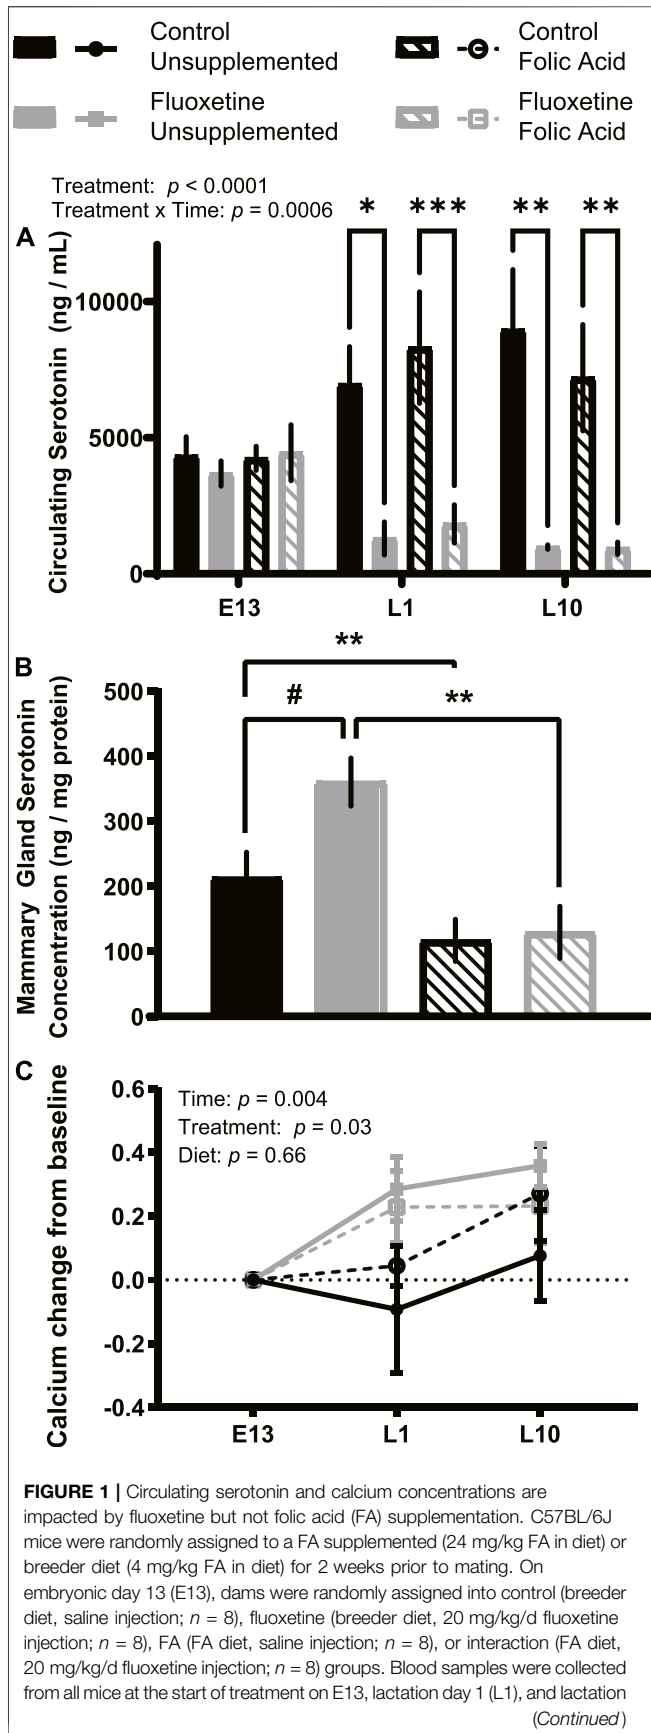 Control
Unsupplemented
Control
Folic Acid
Fluoxetine
Unsupplemented
Fluoxetine
Folic Acid
Treatment: p < 0.0001
Treatment x Time: p = 0.0006
* *** ** **
A
Circulating Serotonin (ng / mL)
10000
5000
0
E13 L1 L10
B
**
# **
Mammary Gland Serotonin
Concentration (ng / mg protein)
500
400
300
200
100
0
C
Calcium change from baseline
Time: p = 0.004
Treatment: p = 0.03
Diet: p = 0.66
0.6
0.4
0.2
0.0
-0.2
-0.4
E13 L1 L10
FIGURE 1 | Circulating serotonin and calcium concentrations are
impacted by fluoxetine but not folic acid (FA) supplementation. C57BL/6J
mice were randomly assigned to a FA supplemented (24 mg/kg FA in diet) or
breeder diet (4 mg/kg FA in diet) for 2 weeks prior to mating. On
embryonic day 13 (E13), dams were randomly assigned into control (breeder
diet, saline injection; n = 8), fluoxetine (breeder diet, 20 mg/kg/d fluoxetine
injection; n = 8), FA (FA diet, saline injection; n = 8), or interaction (FA diet,
20 mg/kg/d fluoxetine injection; n = 8) groups. Blood samples were collected
from all mice at the start of treatment on E13, lactation day 1 (L1), and lactation
(Continued)